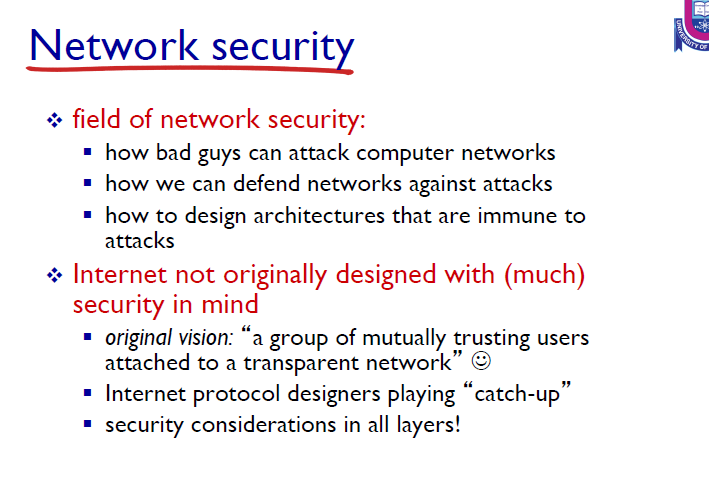 Network security
UNIVERSITY OF
❖ field of network security:
▪ how bad guys can attack computer networks
▪ how we can defend networks against attacks
▪ how to design architectures that are immune to
attacks
❖ Internet not originally designed with (much)
security in mind
▪ original vision: “a group of mutually trusting users
attached to a transparent network” ☺
▪ Internet protocol designers playing “catch-up”
▪ security considerations in all layers!